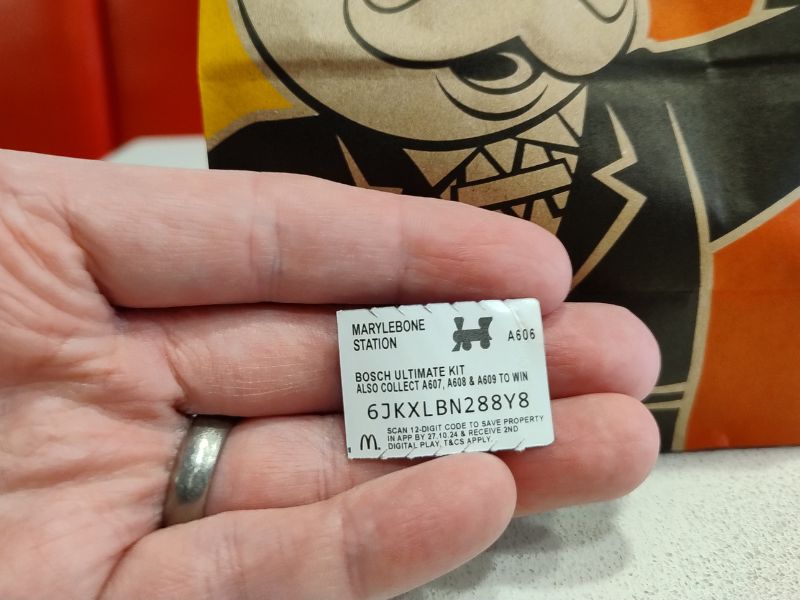 MARYLEBONE
STATION
A606
BOSCH ULTIMATE KIT
ALSO COLLECT A607, A608 & A609 TO WIN
6JKXLBN288Y8
SCAN 12-DIGIT CODE TO SAVE PROPERTY
IN APP BY 27.10.24 & RECEIVE 2ND
DIGITAL PLAY, T&CS APPLY.